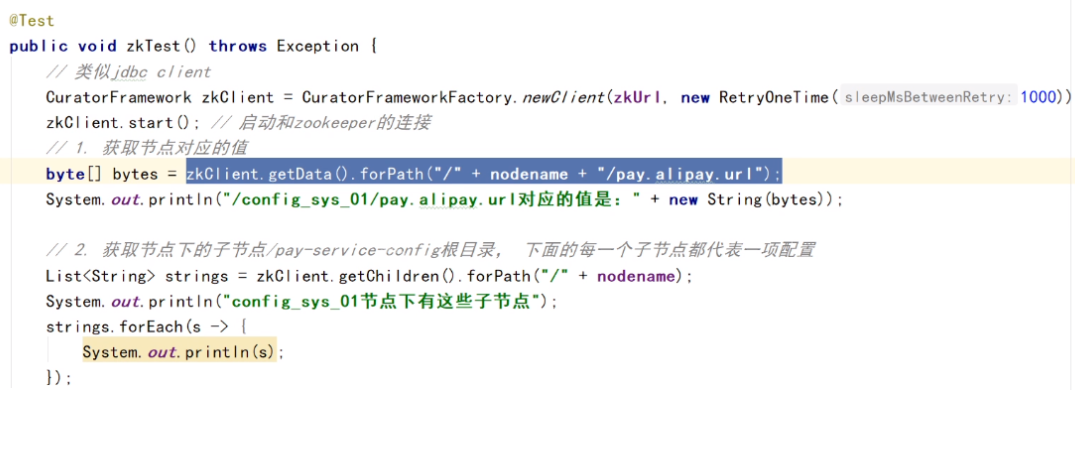 @Test
public void zkTest() throws Exception {
// 类似jdbc client
CuratorFramework zkClient = CuratorFrameworkFactory.newClient(zkUrl, new RetryOneTime( sleepMsBetweenRetry: 1000))
zkClient.start(); // 启动和zookeeper的连接
// 1. 获取节点对应的值
byte[] bytes = zkClient.getData().forPath("/" + nodename + "/pay.alipay.url");
System.out.println("/config_sys_01/pay.alipay.url对应的值是：" + new String(bytes));
// 2. 获取节点下的子节点/pay-service-config根目录， 下面的每一个子节点都代表一项配置
List<String> strings = zkClient.getChildren().forPath("/" + nodename);
System.out.println("config_sys_01节点下有这些子节点");
strings.forEach(s -> {
System.out.println(s);
});